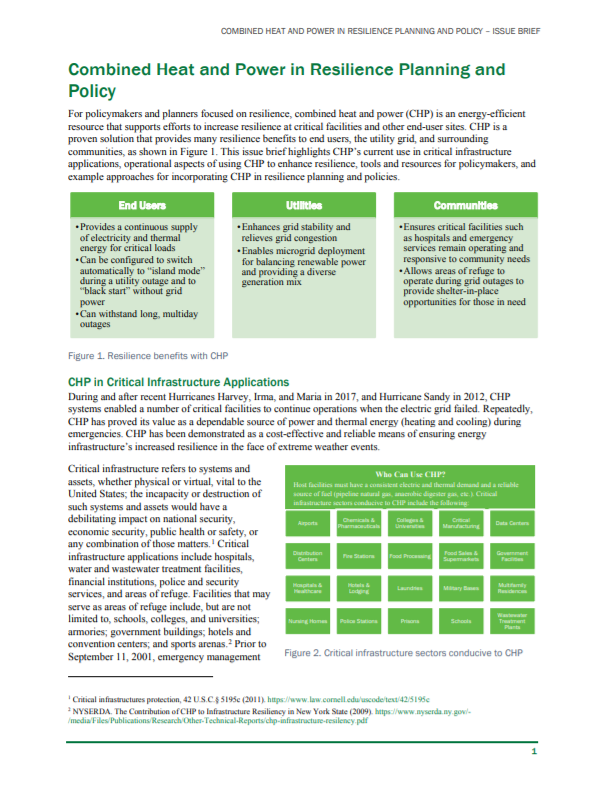 COMBINED HEAT AND POWER IN RESILIENCE PLANNING AND POLICY – ISSUE BRIEF
Combined Heat and Power in Resilience Planning and
Policy
For policymakers and planners focused on resilience, combined heat and power (CHP) is an energy-efficient
resource that supports efforts to increase resilience at critical facilities and other end-user sites. CHP is a
proven solution that provides many resilience benefits to end users, the utility grid, and surrounding
communities, as shown in Figure 1. This issue brief highlights CHP's current use in critical infrastructure
applications, operational aspects of using CHP to enhance resilience, tools and resources for policymakers, and
example approaches for incorporating CHP in resilience planning and policies.
End Users
•Provides a continuous supply
of electricity and thermal
energy for critical loads
•Can be configured to switch
automatically to "island mode"
during a utility outage and to
"black start" without grid
power
•Can withstand long, multiday
outages
Utilities
•Enhances grid stability and
relieves grid congestion
•Enables microgrid deployment
for balancing renewable power
and providing a diverse
generation mix
Communities
•Ensures critical facilities such
as hospitals and emergency
services remain operating and
responsive to community needs
•Allows areas of refuge to
operate during grid outages to
provide shelter-in-place
opportunities for those in need
Figure 1. Resilience benefits with CHP
CHP in Critical Infrastructure Applications
During and after recent Hurricanes Harvey, Irma, and Maria in 2017, and Hurricane Sandy in 2012, CHP
systems enabled a number of critical facilities to continue operations when the electric grid failed. Repeatedly,
CHP has proved its value as a dependable source of power and thermal energy (heating and cooling) during
emergencies. CHP has been demonstrated as a cost-effective and reliable means of ensuring energy
infrastructure's increased resilience in the face of extreme weather events.
Critical infrastructure refers to systems and
assets, whether physical or virtual, vital to the
United States; the incapacity or destruction of
such systems and assets would have a
debilitating impact on national security,
economic security, public health or safety, or
any combination of those matters.1 Critical
infrastructure applications include hospitals,
water and wastewater treatment facilities,
financial institutions, police and security
services, and areas of refuge. Facilities that may
serve as areas of refuge include, but are not
limited to, schools, colleges, and universities;
armories; government buildings; hotels and
convention centers; and sports arenas.2 Prior to
September 11, 2001, emergency management
Who Can Use CHP?
Host facilities must have a consistent electric and thermal demand and a reliable
source of fuel (pipeline natural gas, anaerobic digester gas, etc.). Critical
infrastructure sectors conducive to CHP include the following:
Airports
Chemicals &
Pharmaceuticals
Colleges &
Universities
Critical
Manufacturing
Data Centers
Distribution
Centers
Fire Stations
Food Processing
Food Sales &
Supermarkets
Government
Facilities
Hospitals &
Healthcare
Hotels &
Lodging
Laundries
Military Bases
Multifamily
Residences
Nursing Homes
Police Stations
Prisons
Schools
Wastewater
Treatment
Plants
Figure 2. Critical infrastructure sectors conducive to CHP
1 Critical infrastructures protection, 42 U.S.C.§ 5195c (2011). https://www.law.cornell.edu/uscode/text/42/5195c
2 NYSERDA. The Contribution of CHP to Infrastructure Resiliency in New York State (2009). https://www.nyserda.ny.gov/-
/media/Files/Publications/Research/Other-Technical-Reports/chp-infrastructure-resilency.pdf
1